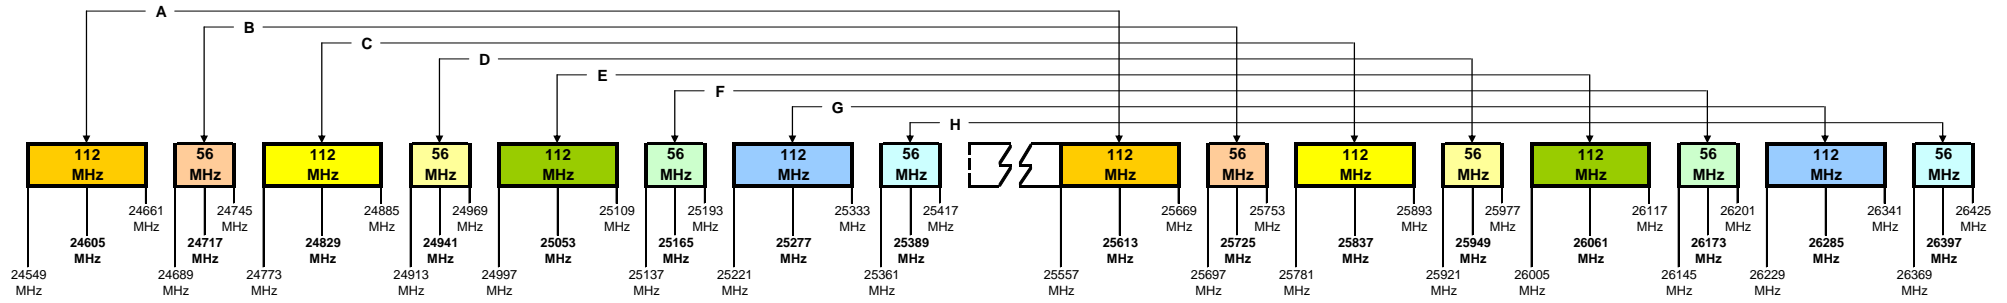 A
B
C
D
E
F
G
H
112
MHz
56
MHz
112
MHz
56
MHz
112
MHz
56
MHz
112
MHz
56
MHz
112
MHz
56
MHz
112
MHz
56
MHz
112
MHz
56
MHz
112
MHz
56
MHz
24661
MHz
24745
MHz
24885
MHz
24969
MHz
25109
MHz
25193
MHz
25333
MHz
25417
MHz
25669
MHz
25753
MHz
25893
MHz
25977
MHz
26117
MHz
26201
MHz
26341
MHz
26425
MHz
24605
MHz
24717
MHz
24829
MHz
24941
MHz
25053
MHz
25165
MHz
25277
MHz
25389
MHz
25613
MHz
25725
MHz
25837
MHz
25949
MHz
26061
MHz
26173
MHz
26285
MHz
26397
MHz
24549
MHz
24689
MHz
24773
MHz
24913
MHz
24997
MHz
25137
MHz
25221
MHz
25361
MHz
25557
MHz
25697
MHz
25781
MHz
25921
MHz
26005
MHz
26145
MHz
26229
MHz
26369
MHz